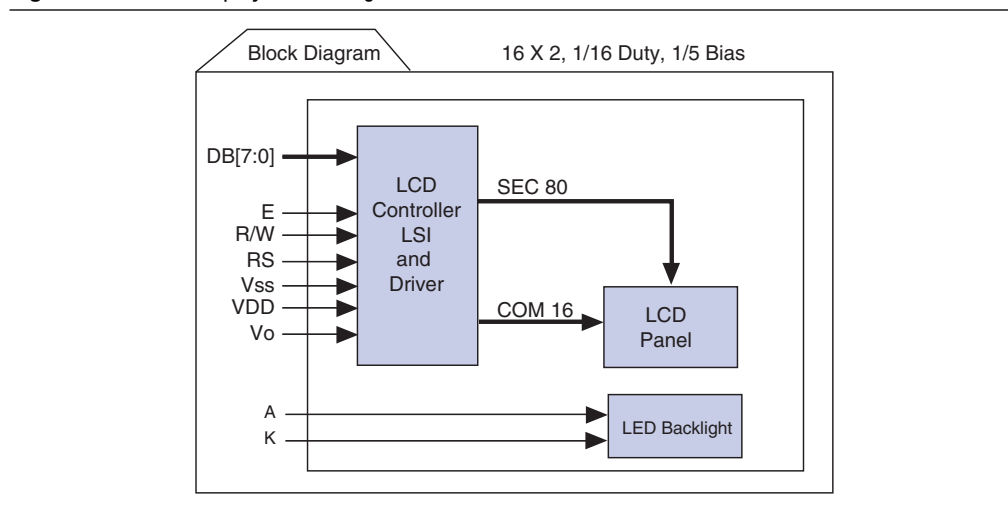 Block Diagram
16 X 2, 1/16 Duty, 1/5 Bias
DB[7:0]
E
R/W
RS
Vss
VDD
Vo
LCD
Controller
LSI
and
Driver
SEC 80
COM 16
LCD
Panel
A
K
LED Backlight